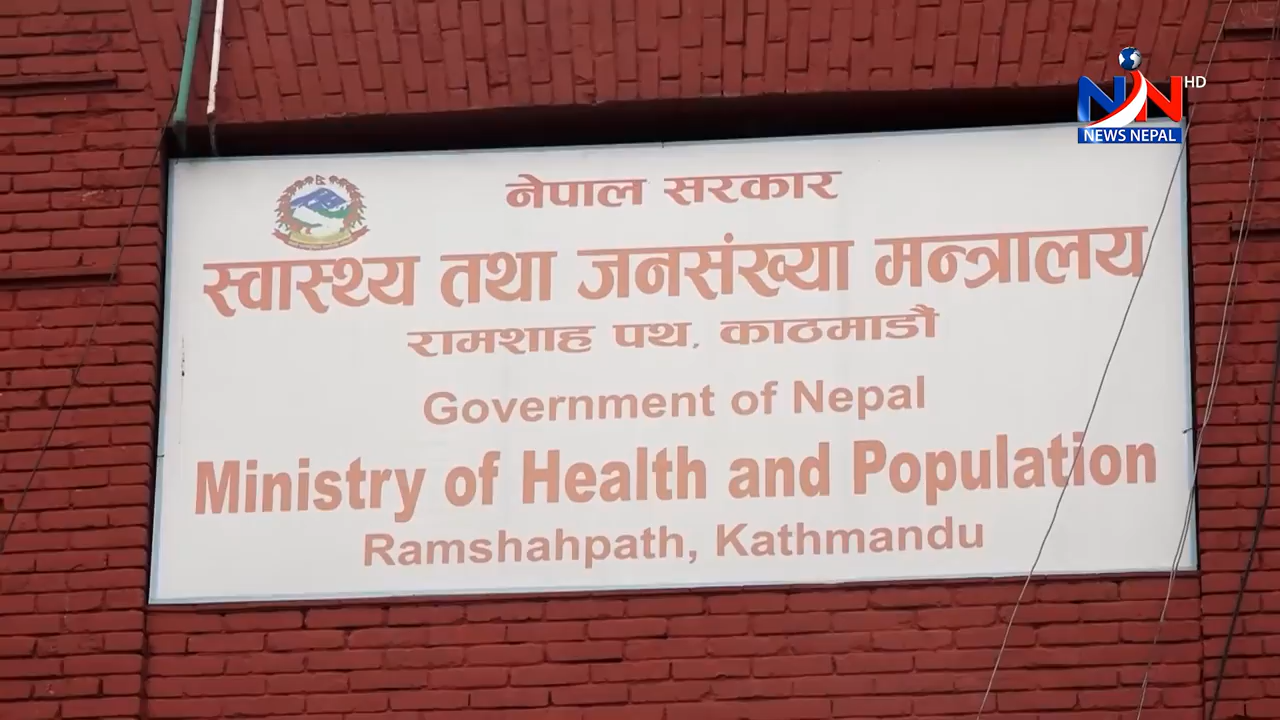 नेपाल सरकार
स्वास्थ्य तथा जनसंख्या मन्त्रालय
रामशाह पथ, काठमाडौं
Government of Nepal
Ministry of Health and Population
Ramshahpath, Kathmandu
NN HD
NEWS NEPAL